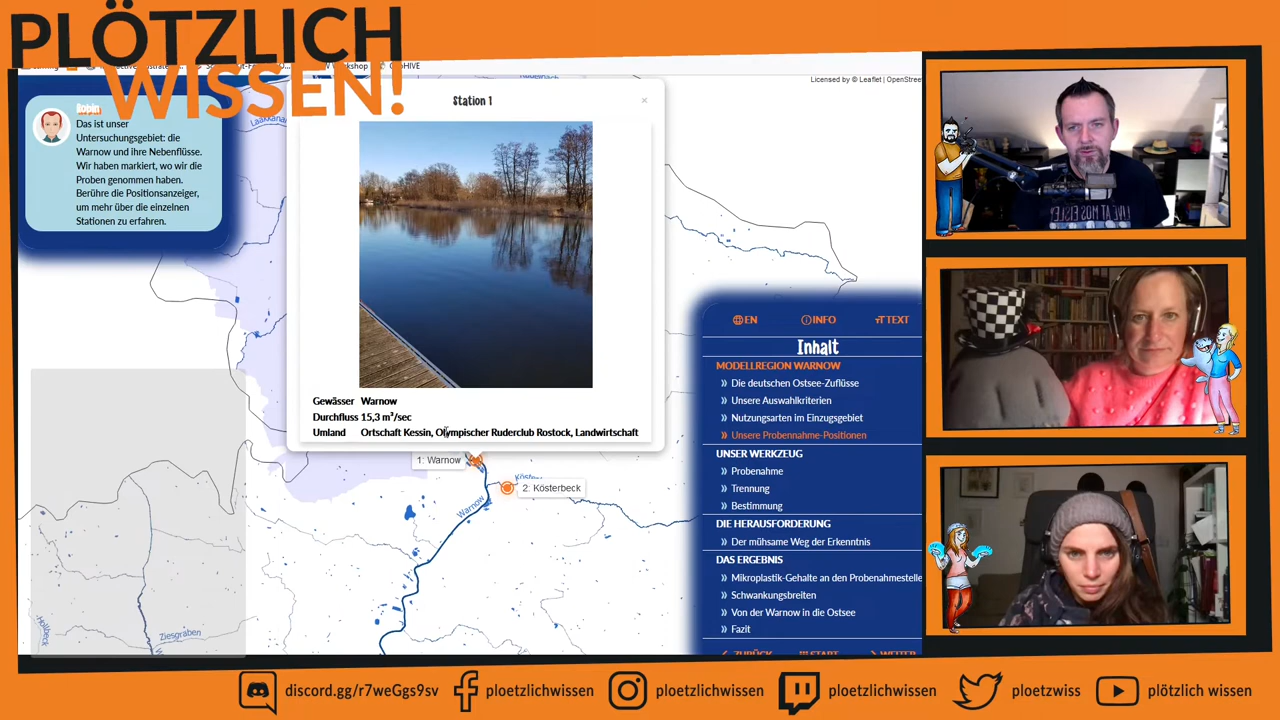 PLÖTZLICH
WISSEN!
Licensed by © Leaflet | OpenStree
Robin
Das ist unser
Untersuchungsgebiet: die
Warnow und ihre Nebenflüsse.
Wir haben markiert, wo wir die
Proben genommen haben.
Berühre die Positionsanzeiger,
um mehr über die einzelnen
Stationen zu erfahren.
Station 1
×
Gewässer Warnow
Durchfluss 15,3 m³/sec
Umland Ortschaft Kessin, Olympischer Ruderclub Rostock, Landwirtschaft
1: Warnow
2: Kösterbeck
Warnow
Ziesgraben
EN
INFO
TEXT
Inhalt
MODELLREGION WARNOW
» Die deutschen Ostsee-Zuflüsse
» Unsere Auswahlkriterien
» Nutzungsarten im Einzugsgebiet
» Unsere Probennahme-Positionen
UNSER WERKZEUG
» Probenahme
» Trennung
» Bestimmung
DIE HERAUSFORDERUNG
» Der mühsame Weg der Erkenntnis
DAS ERGEBNIS
» Mikroplastik-Gehalte an den Probenahmestelle
» Schwankungsbreiten
» Von der Warnow in die Ostsee
» Fazit
ZURÜCK
START
WEITER
discord.gg/r7weGgs9sv
ploetzlichwissen
ploetzlichwissen
ploetzlichwissen
ploetzwiss
plötzlich wissen